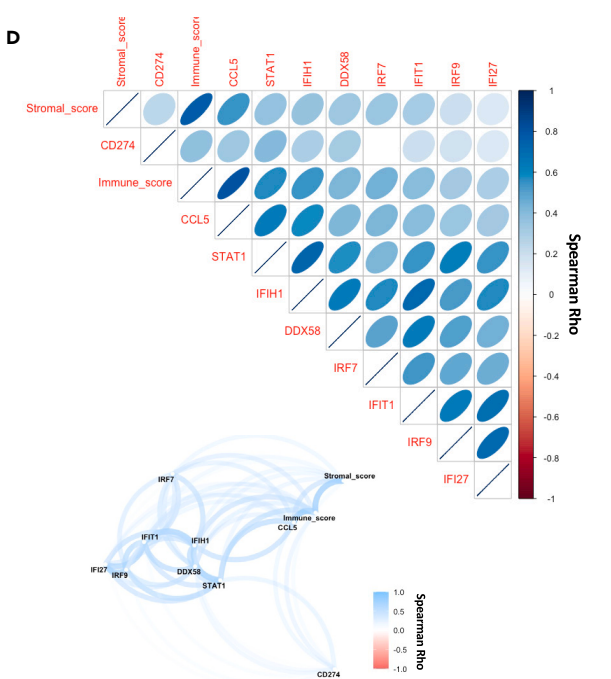 D
Stromal_score
CD274
Immune_score
CCL5
STAT1
IFIH1
DDX58
IRF7
IFIT1
IRF9
IFI27
Stromal_score
CD274
Immune_score
CCL5
STAT1
IFIH1
DDX58
IRF7
IFIT1
IRF9
IFI27
1
0.8
0.6
0.4
0.2
0
-0.2
-0.4
-0.6
-0.8
-1
Spearman Rho
IRF7
Stromal_score
Immune_score
CCL5
IFIT1
IFIH1
IFI27
IRF9
DDX58
STAT1
CD274
1.0
0.5
0.0
-0.5
-1.0
Spearman Rho